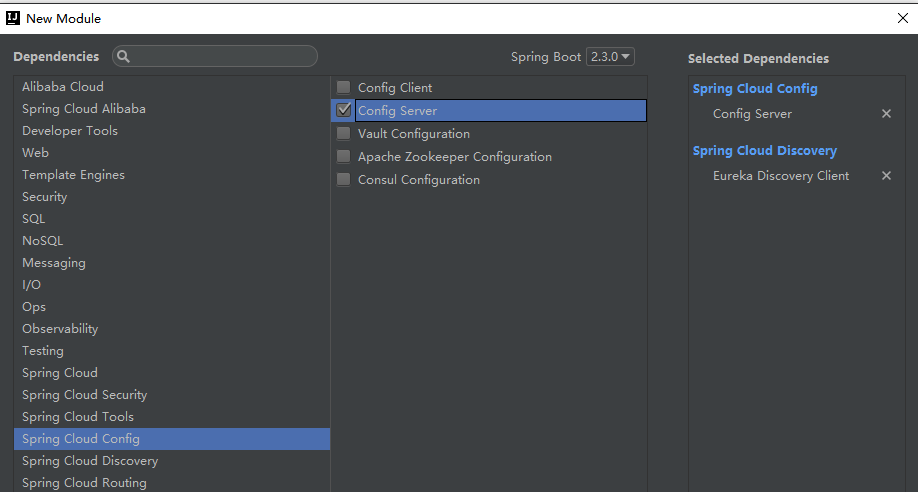 New Module
Dependencies
Spring Boot 2.3.0
Selected Dependencies
Alibaba Cloud
Spring Cloud Alibaba
Developer Tools
Web
Template Engines
Security
SQL
NoSQL
Messaging
I/O
Ops
Observability
Testing
Spring Cloud
Spring Cloud Security
Spring Cloud Tools
Spring Cloud Config
Spring Cloud Discovery
Spring Cloud Routing
Config Client
Config Server
Vault Configuration
Apache Zookeeper Configuration
Consul Configuration
Spring Cloud Config
Config Server
Spring Cloud Discovery
Eureka Discovery Client